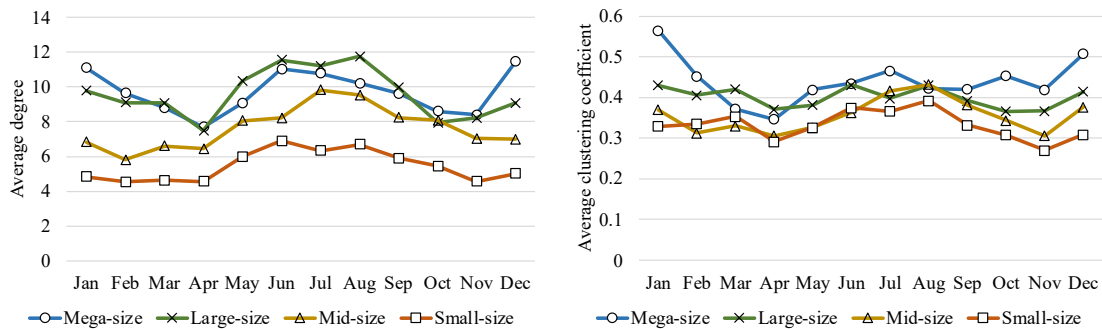 Average degree
14
12
10
8
6
4
2
0
Jan Feb Mar Apr May Jun Jul Aug Sep Oct Nov Dec
Mega-size Large-size Mid-size Small-size
Average clustering coefficient
0.6
0.5
0.4
0.3
0.2
0.1
0
Jan Feb Mar Apr May Jun Jul Aug Sep Oct Nov Dec
Mega-size Large-size Mid-size Small-size